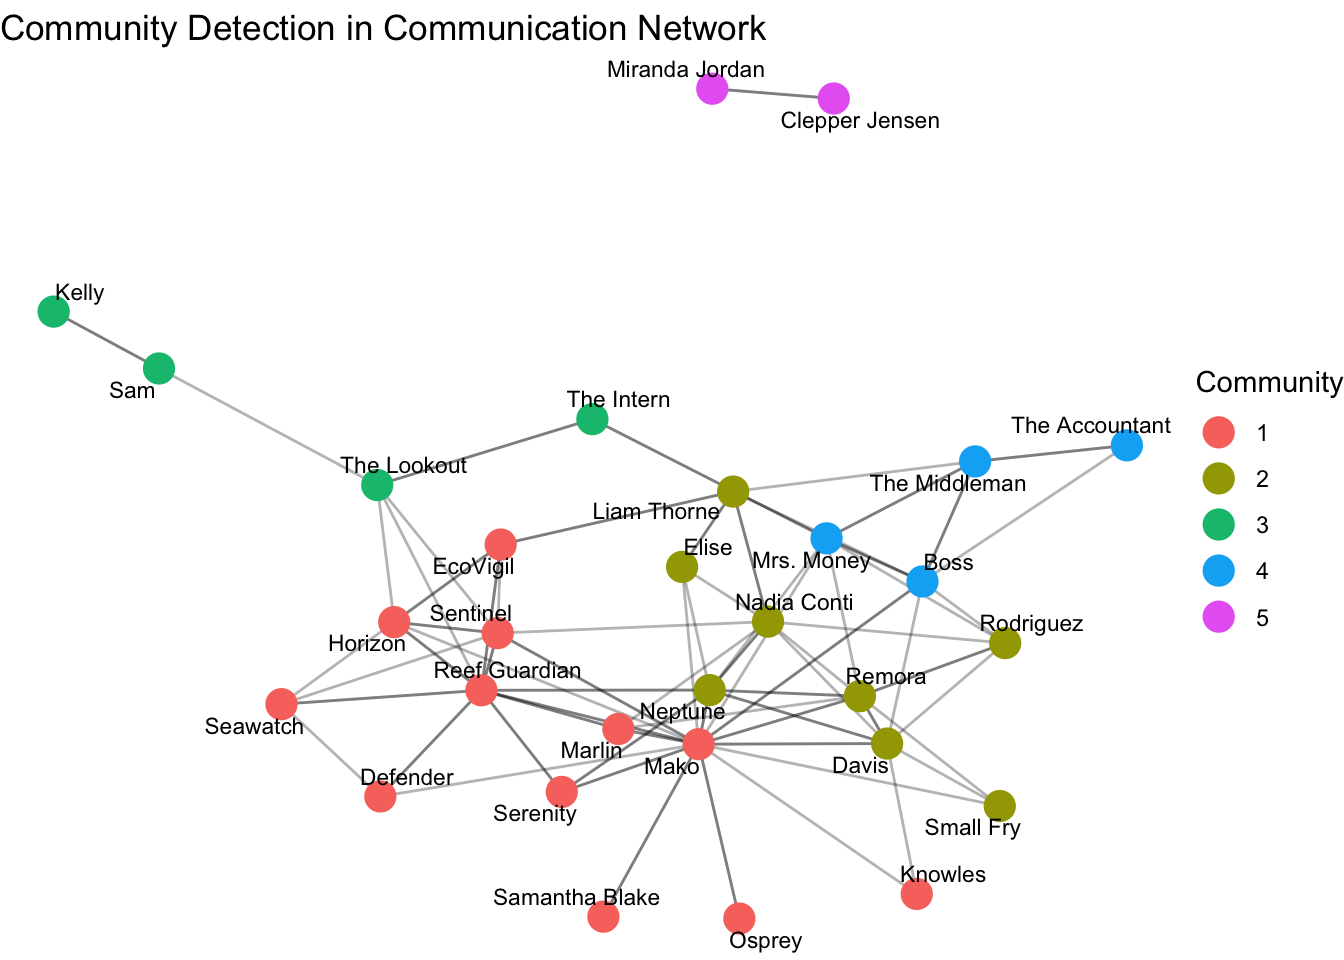 Community Detection in Communication Network
Miranda Jordan
Clepper Jensen
Kelly
Sam
The Intern
The Accountant
The Lookout
The Middleman
Liam Thorne
Elise
Mrs. Money
Boss
EcoVigil
Nadia Conti
Sentinel
Rodriguez
Horizon
Reef Guardian
Remora
Neptune
Seawatch
Marlin
Mako
Davis
Defender
Serenity
Small Fry
Knowles
Samantha Blake
Osprey
Community
1
2
3
4
5